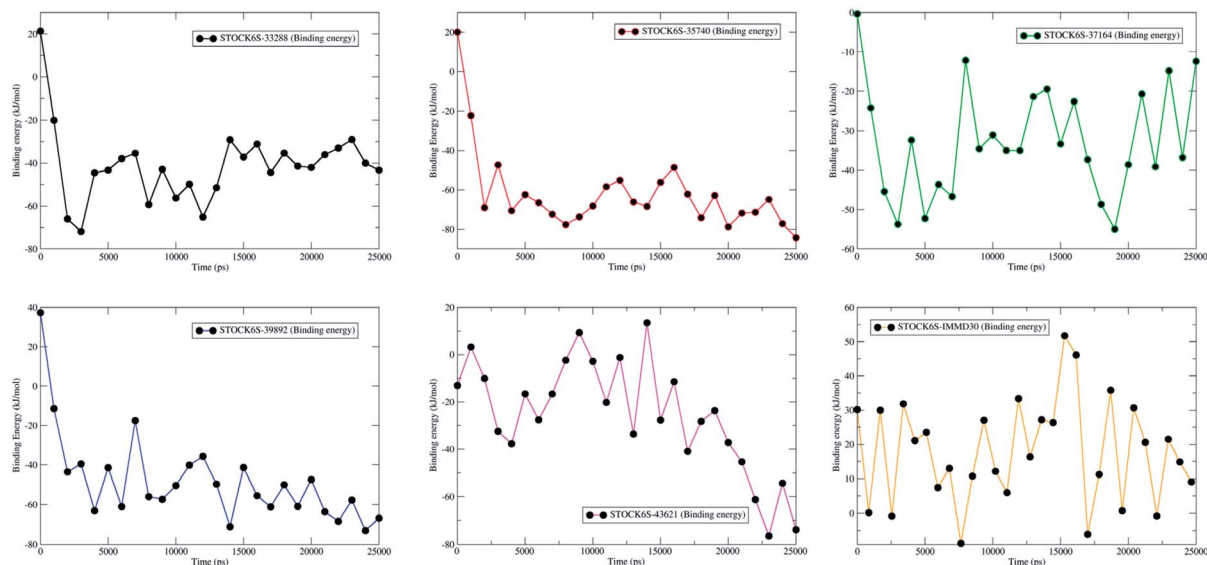 20
0
-20
-40
-60
-80
Binding energy (kJ/mol)
STOCK6S-33288 (Binding energy)
0 5000 10000 15000 20000 25000
Time (ps)
20
0
-20
-40
-60
-80
Binding Energy (kJ/mol)
STOCK6S-35740 (Binding energy)
0 5000 10000 15000 20000 25000
Time (ps)
0
-10
-20
-30
-40
-50
-60
Binding Energy (kJ/mol)
STOCK6S-37164 (Binding energy)
0 5000 10000 15000 20000 25000
Time (ps)
40
20
0
-20
-40
-60
-80
Binding Energy (kJ/mol)
STOCK6S-39892 (Binding energy)
0 5000 10000 15000 20000 25000
Time (ps)
20
0
-20
-40
-60
-80
Binding Energy (kJ/mol)
STOCK6S-43621 (Binding energy)
0 5000 10000 15000 20000 25000
Time (ps)
60
50
40
30
20
10
0
Binding energy (kJ/mol)
STOCK6S-IMMD30 (Binding energy)
0 5000 10000 15000 20000 25000
Time (ps)